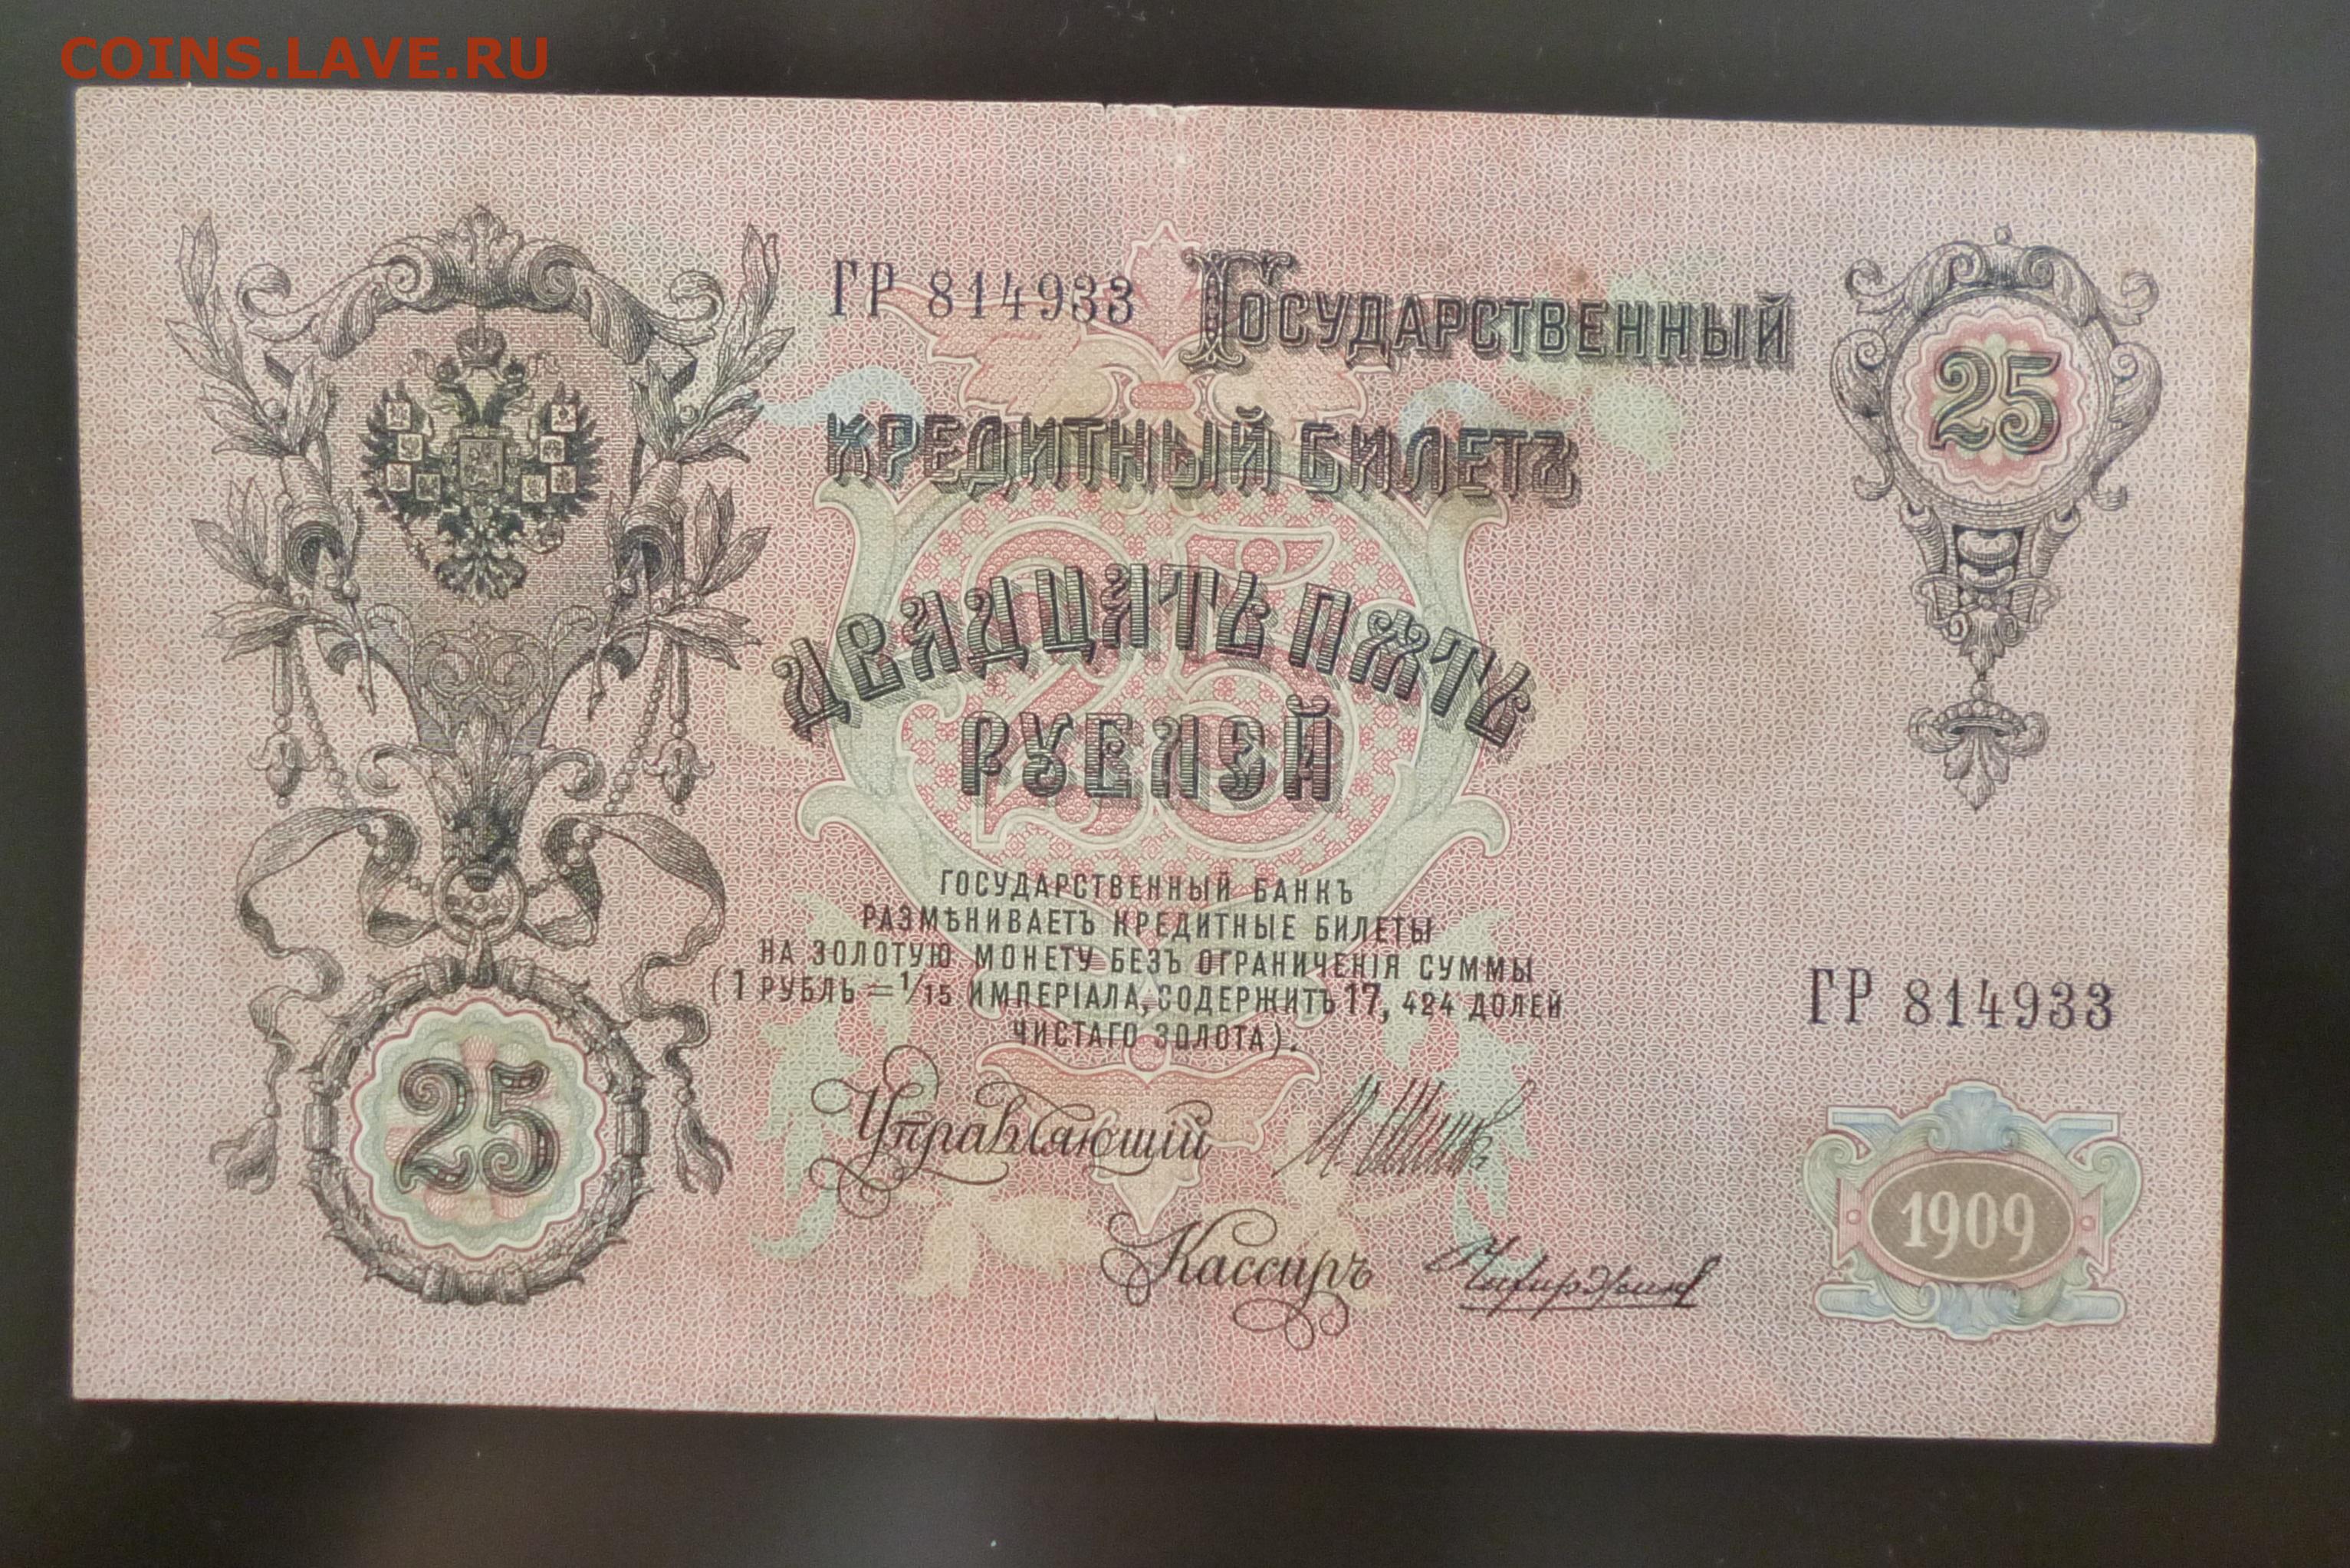 COINS.LAVE.RU
ГР 814933
ГОСУДАРСТВЕННЫЙ
25
КРЕДИТНЫЙ БИЛЕТЪ
25
ДВАДЦАТЬ ПѦТЬ
РУБЛЕЙ
ГОСУДАРСТВЕННЫЙ БАНКЪ
РАЗМѢНИВАЕТЪ КРЕДИТНЫЕ БИЛЕТЫ
НА ЗОЛОТУЮ МОНЕТУ БЕЗЪ ОГРАНИЧЕНІЯ СУММЫ
(1 РУБЛЬ = 1/15 ИМПЕРІАЛА, СОДЕРЖИТЪ 17, 424 ДОЛЕЙ
ЧИСТАГО ЗОЛОТА).
ГР 814933
25
Управляющій
Кассиръ
1909